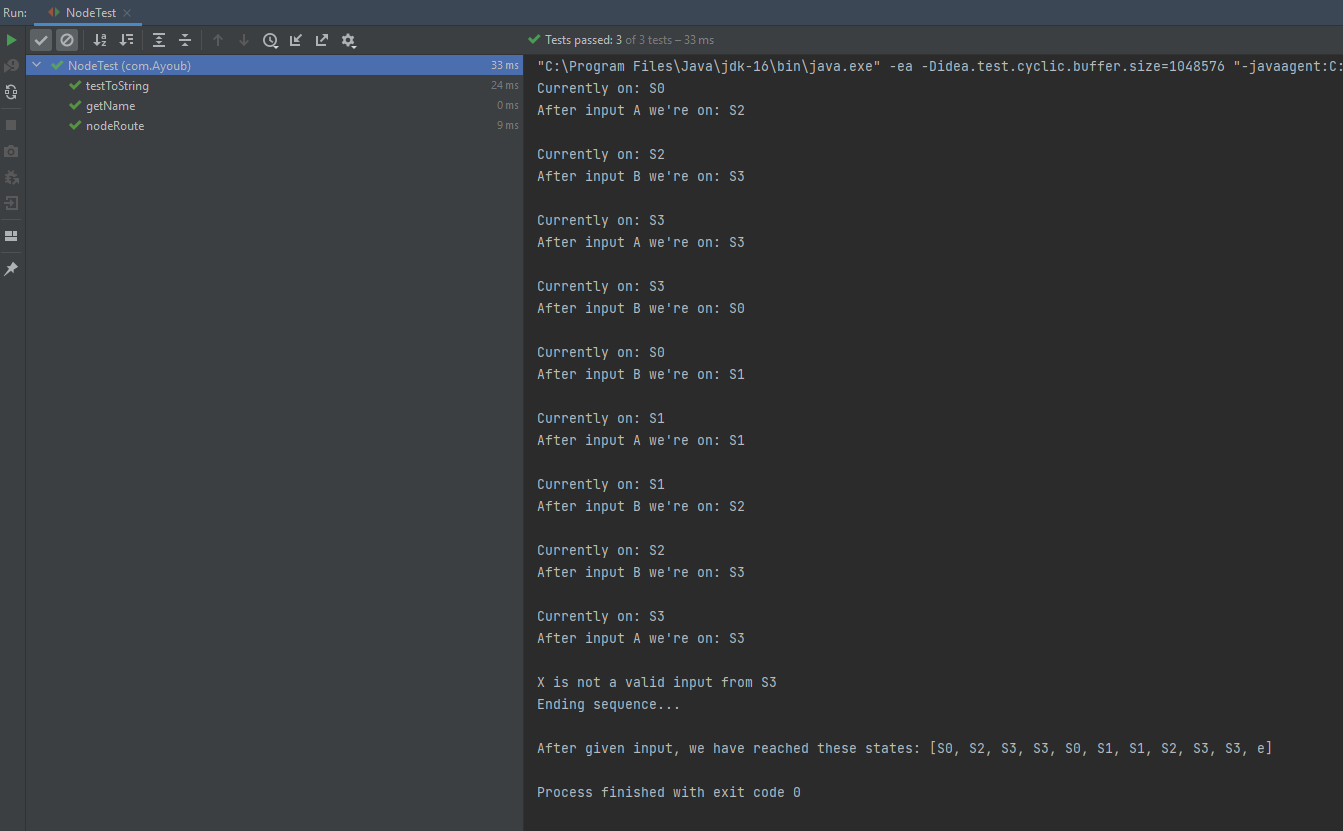 Run: NodeTest
Tests passed: 3 of 3 tests – 33 ms
NodeTest (com.Ayoub) 33 ms
testToString 24 ms
getName 0 ms
nodeRoute 9 ms
"C:\Program Files\Java\jdk-16\bin\java.exe" -ea -Didea.test.cyclic.buffer.size=1048576 "-javaagent:C:
Currently on: S0
After input A we're on: S2
Currently on: S2
After input B we're on: S3
Currently on: S3
After input A we're on: S3
Currently on: S3
After input B we're on: S0
Currently on: S0
After input B we're on: S1
Currently on: S1
After input A we're on: S1
Currently on: S1
After input B we're on: S2
Currently on: S2
After input B we're on: S3
Currently on: S3
After input A we're on: S3
X is not a valid input from S3
Ending sequence...
After given input, we have reached these states: [S0, S2, S3, S3, S0, S1, S1, S2, S3, S3, e]
Process finished with exit code 0